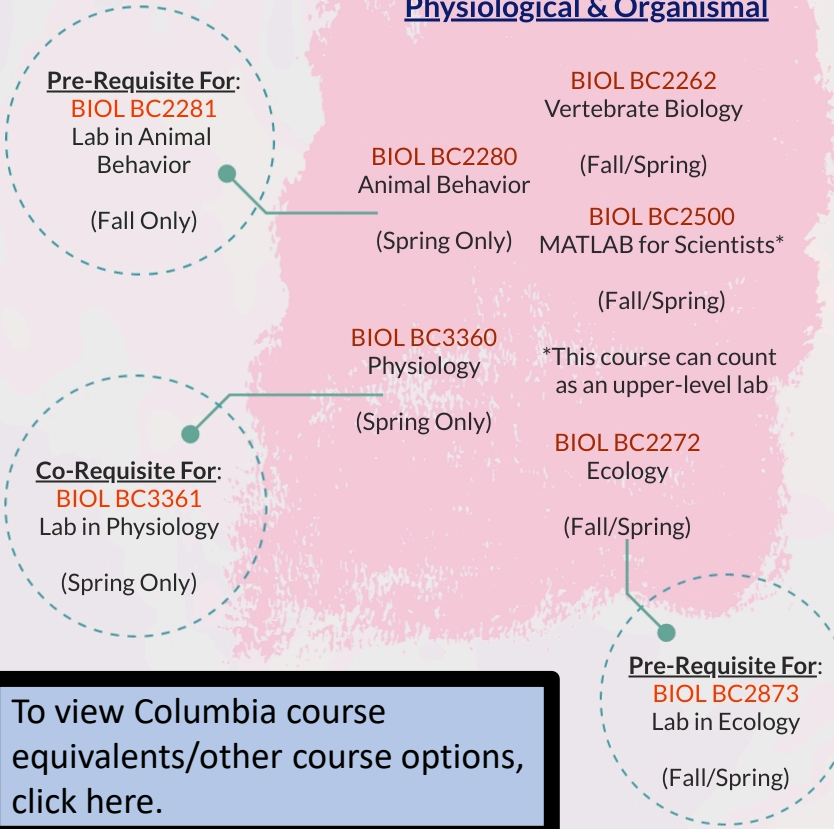 Physiological & Organismal
Pre-Requisite For:
BIOL BC2281
Lab in Animal
Behavior
(Fall Only)
BIOL BC2280
Animal Behavior
(Spring Only)
BIOL BC2262
Vertebrate Biology
(Fall/Spring)
BIOL BC2500
MATLAB for Scientists*
(Fall/Spring)
*This course can count
as an upper-level lab
BIOL BC3360
Physiology
(Spring Only)
Co-Requisite For:
BIOL BC3361
Lab in Physiology
(Spring Only)
BIOL BC2272
Ecology
(Fall/Spring)
Pre-Requisite For:
BIOL BC2873
Lab in Ecology
(Fall/Spring)
To view Columbia course
equivalents/other course options,
click here.